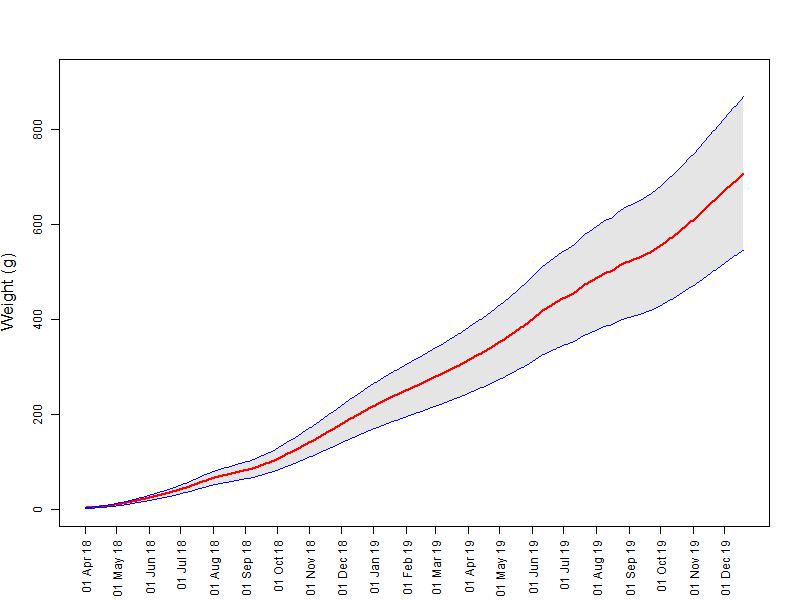 Weight (g)
800
600
400
200
0
01 Apr 18
01 May 18
01 Jun 18
01 Jul 18
01 Aug 18
01 Sep 18
01 Oct 18
01 Nov 18
01 Dec 18
01 Jan 19
01 Feb 19
01 Mar 19
01 Apr 19
01 May 19
01 Jun 19
01 Jul 19
01 Aug 19
01 Sep 19
01 Oct 19
01 Nov 19
01 Dec 19